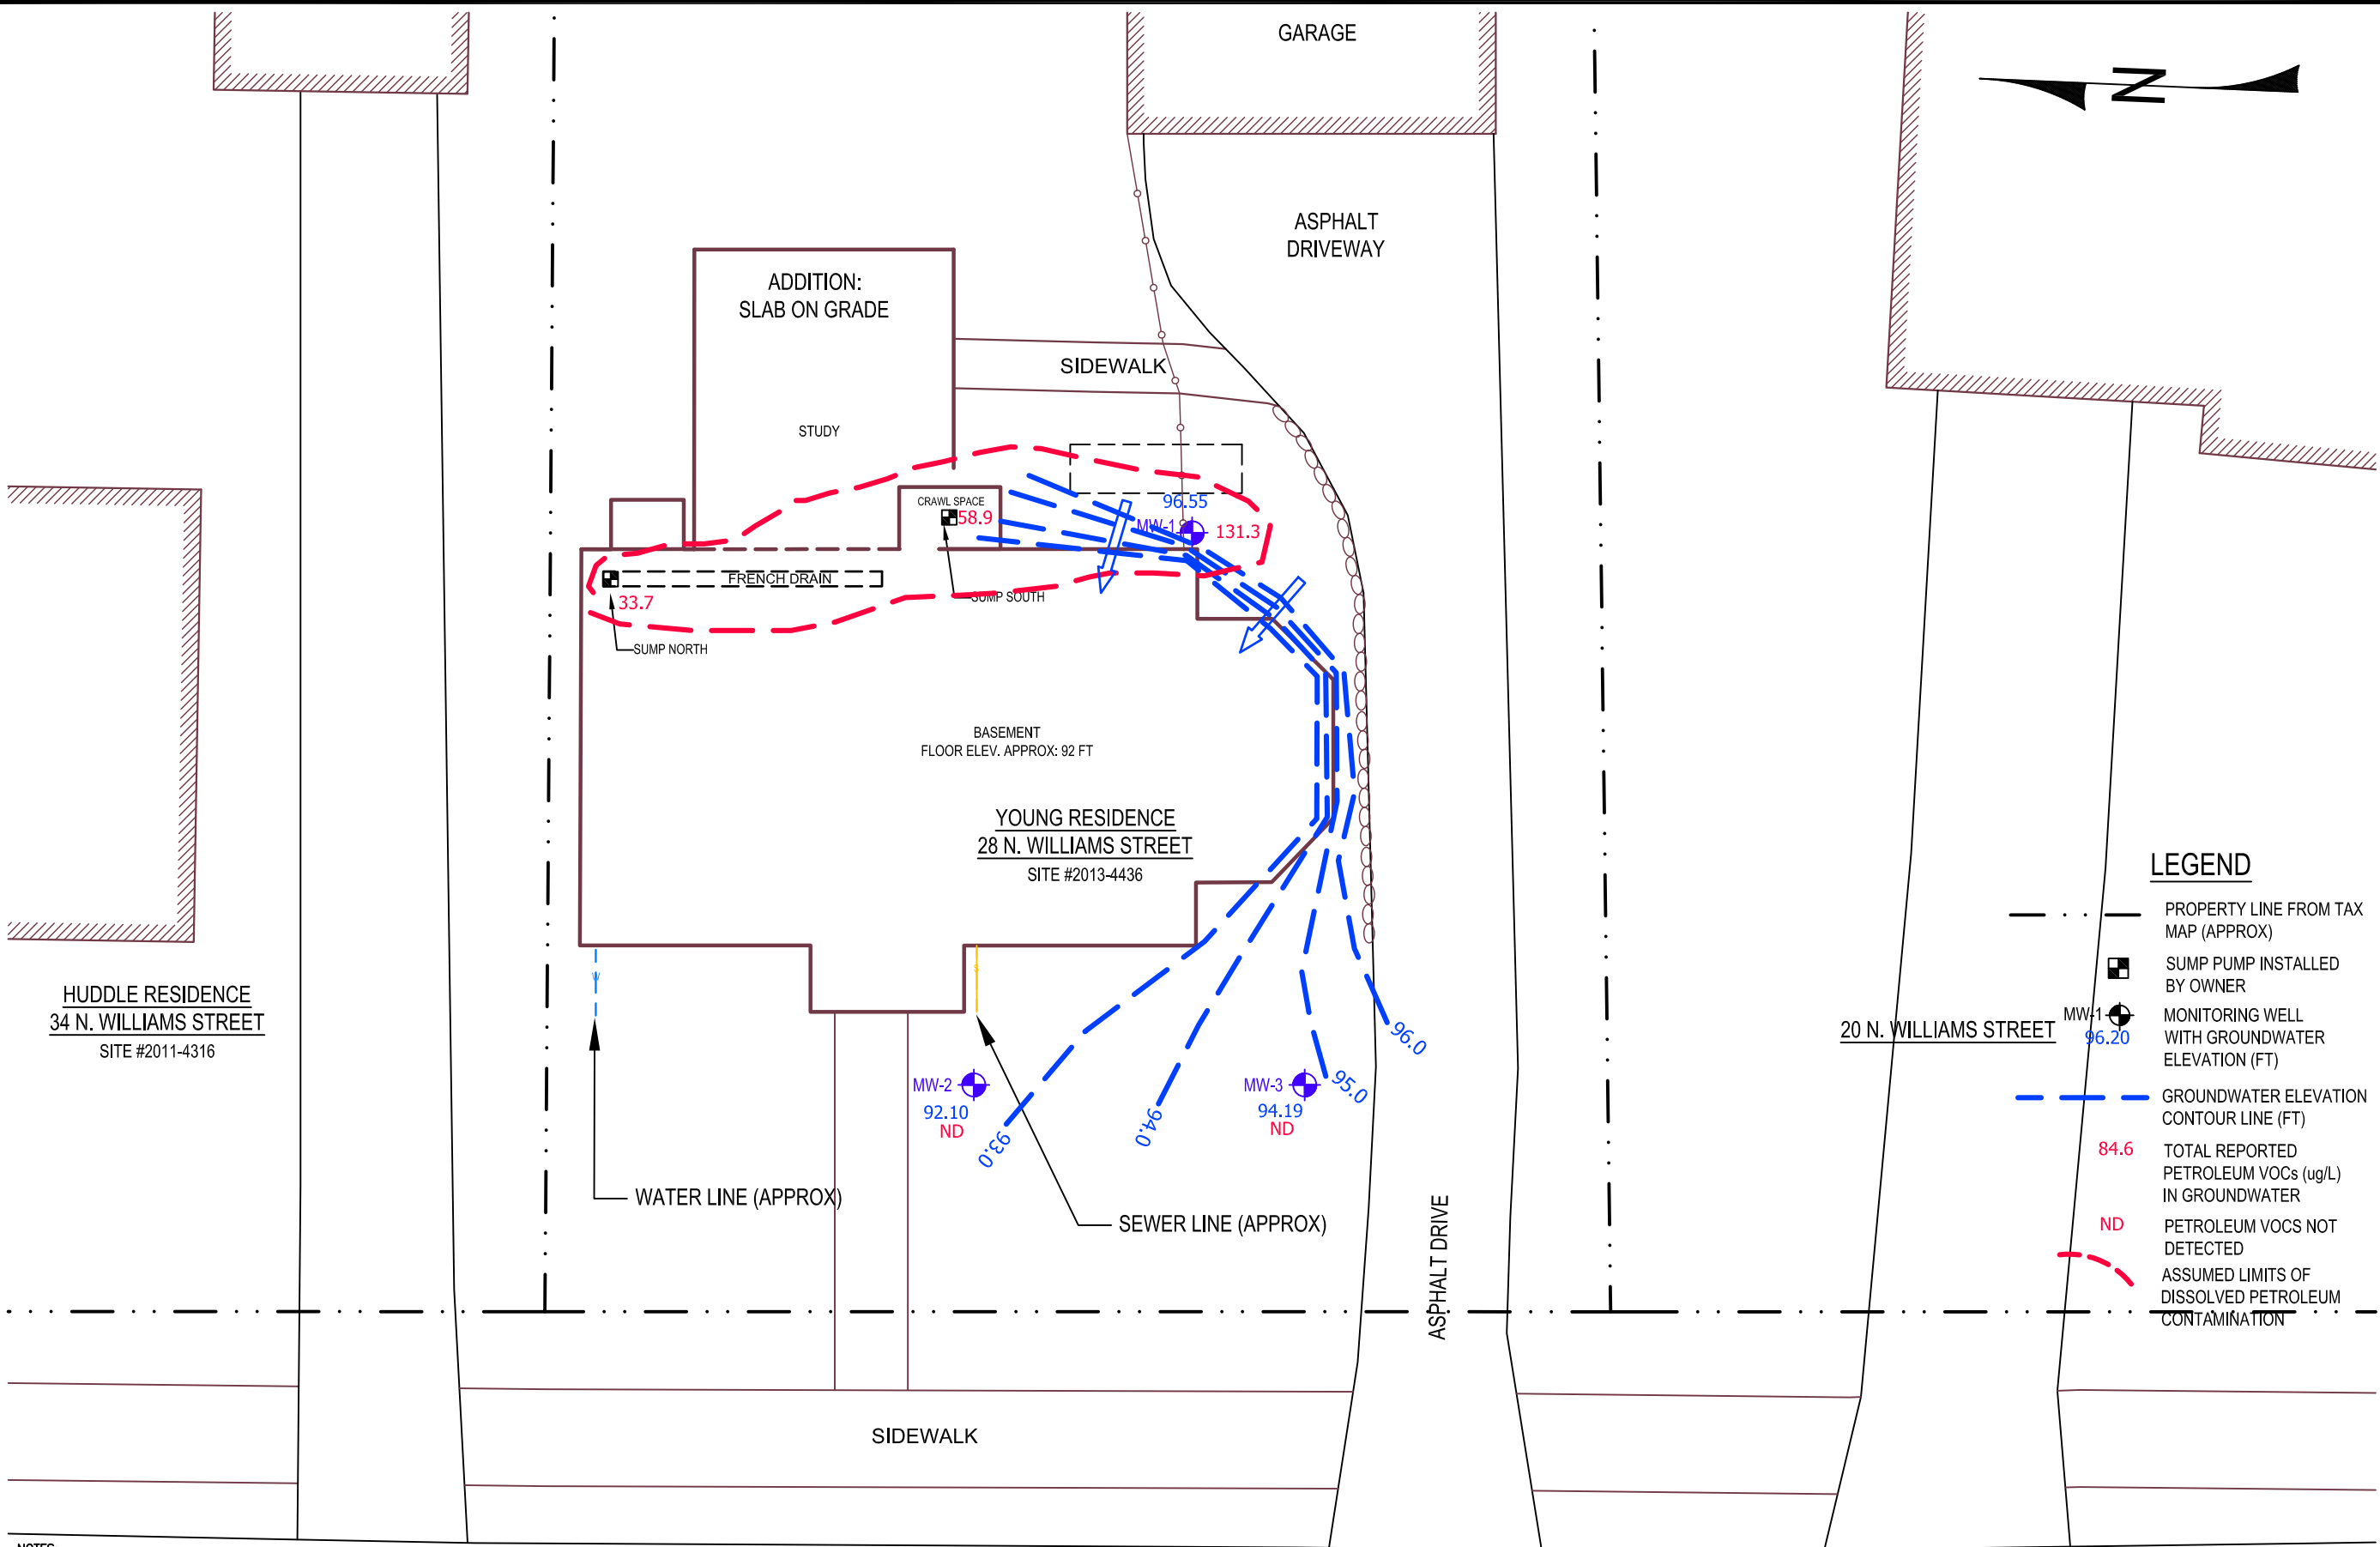 GARAGE
N
ASPHALT
DRIVEWAY
ADDITION:
SLAB ON GRADE
SIDEWALK
STUDY
CRAWL SPACE
58.9
96.55
MW-1
131.3
FRENCH DRAIN
33.7
SUMP SOUTH
SUMP NORTH
BASEMENT
FLOOR ELEV. APPROX: 92 FT
YOUNG RESIDENCE
28 N. WILLIAMS STREET
SITE #2013-4436
W
S
HUDDLE RESIDENCE
34 N. WILLIAMS STREET
SITE #2011-4316
20 N. WILLIAMS STREET
96.0
95.0
94.0
93.0
MW-2
92.10
ND
MW-3
94.19
ND
WATER LINE (APPROX)
SEWER LINE (APPROX)
ASPHALT DRIVE
SIDEWALK
LEGEND
PROPERTY LINE FROM TAX
MAP (APPROX)
SUMP PUMP INSTALLED
BY OWNER
MW-1
96.20
MONITORING WELL
WITH GROUNDWATER
ELEVATION (FT)
GROUNDWATER ELEVATION
CONTOUR LINE (FT)
84.6
TOTAL REPORTED
PETROLEUM VOCs (ug/L)
IN GROUNDWATER
ND
PETROLEUM VOCS NOT
DETECTED
ASSUMED LIMITS OF
DISSOLVED PETROLEUM
CONTAMINATION
NOTES: